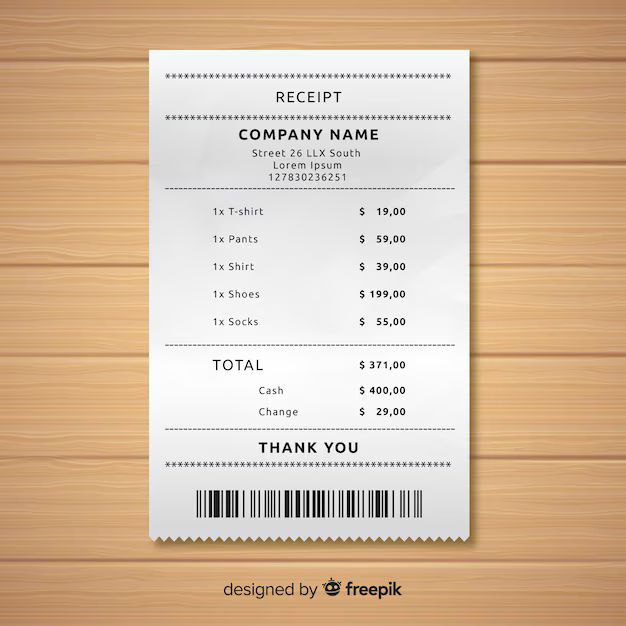 ****************************************************
RECEIPT
****************************************************
COMPANY NAME
Street 26 LLX South
Lorem Ipsum
127830236251
1x T-shirt $ 19,00
1x Pants $ 59,00
1x Shirt $ 39,00
1x Shoes $ 199,00
1x Socks $ 55,00
TOTAL $ 371,00
Cash $ 400,00
Change $ 29,00
THANK YOU
****************************************************
designed by freepik